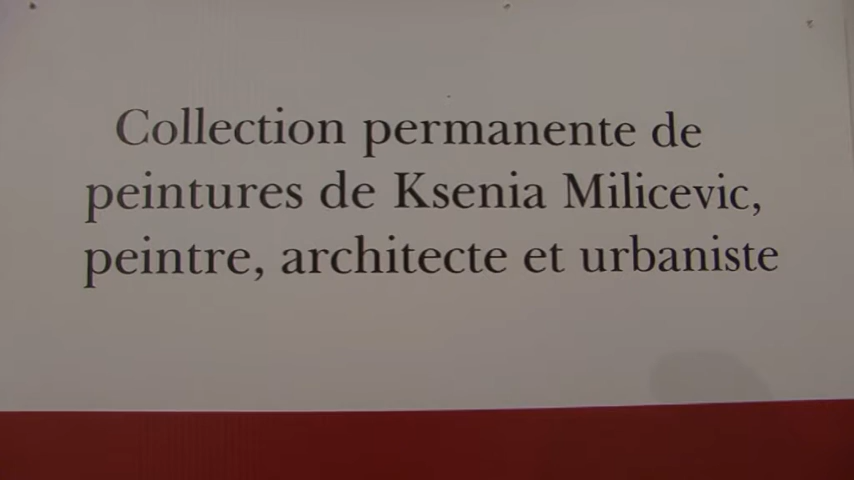 Collection permanente de
peintures de Ksenia Milicevic,
peintre, architecte et urbaniste